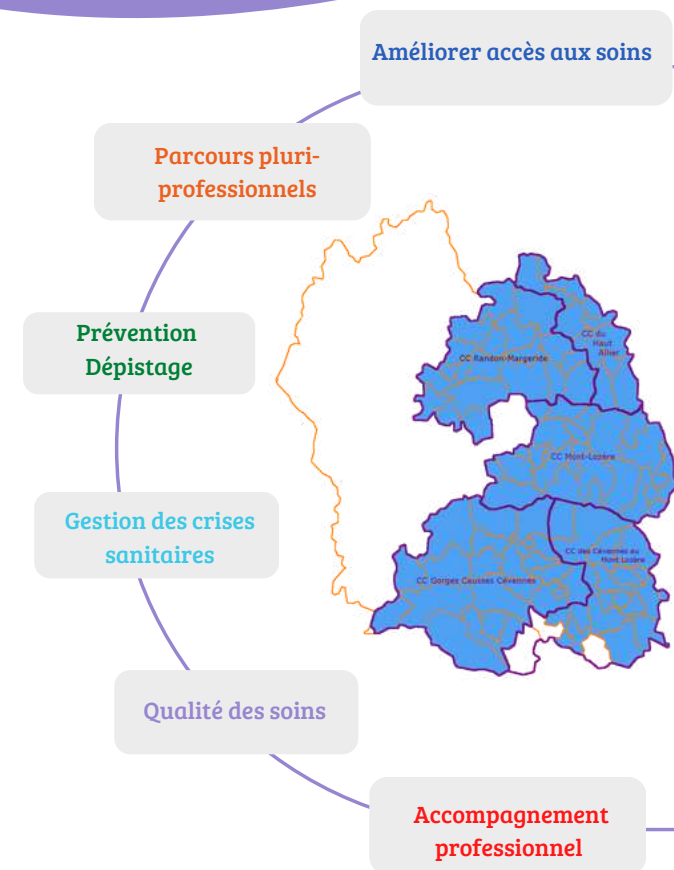 Améliorer accès aux soins
Parcours pluri-
professionnels
Prévention
Dépistage
Gestion des crises
sanitaires
Qualité des soins
Accompagnement
professionnel
CC du
Haut
Allier
CC Randon-Margeride
CC Mont-Lozère
CC des Cévennes au
Mont Lozère
CC Gorges Causses Cévennes